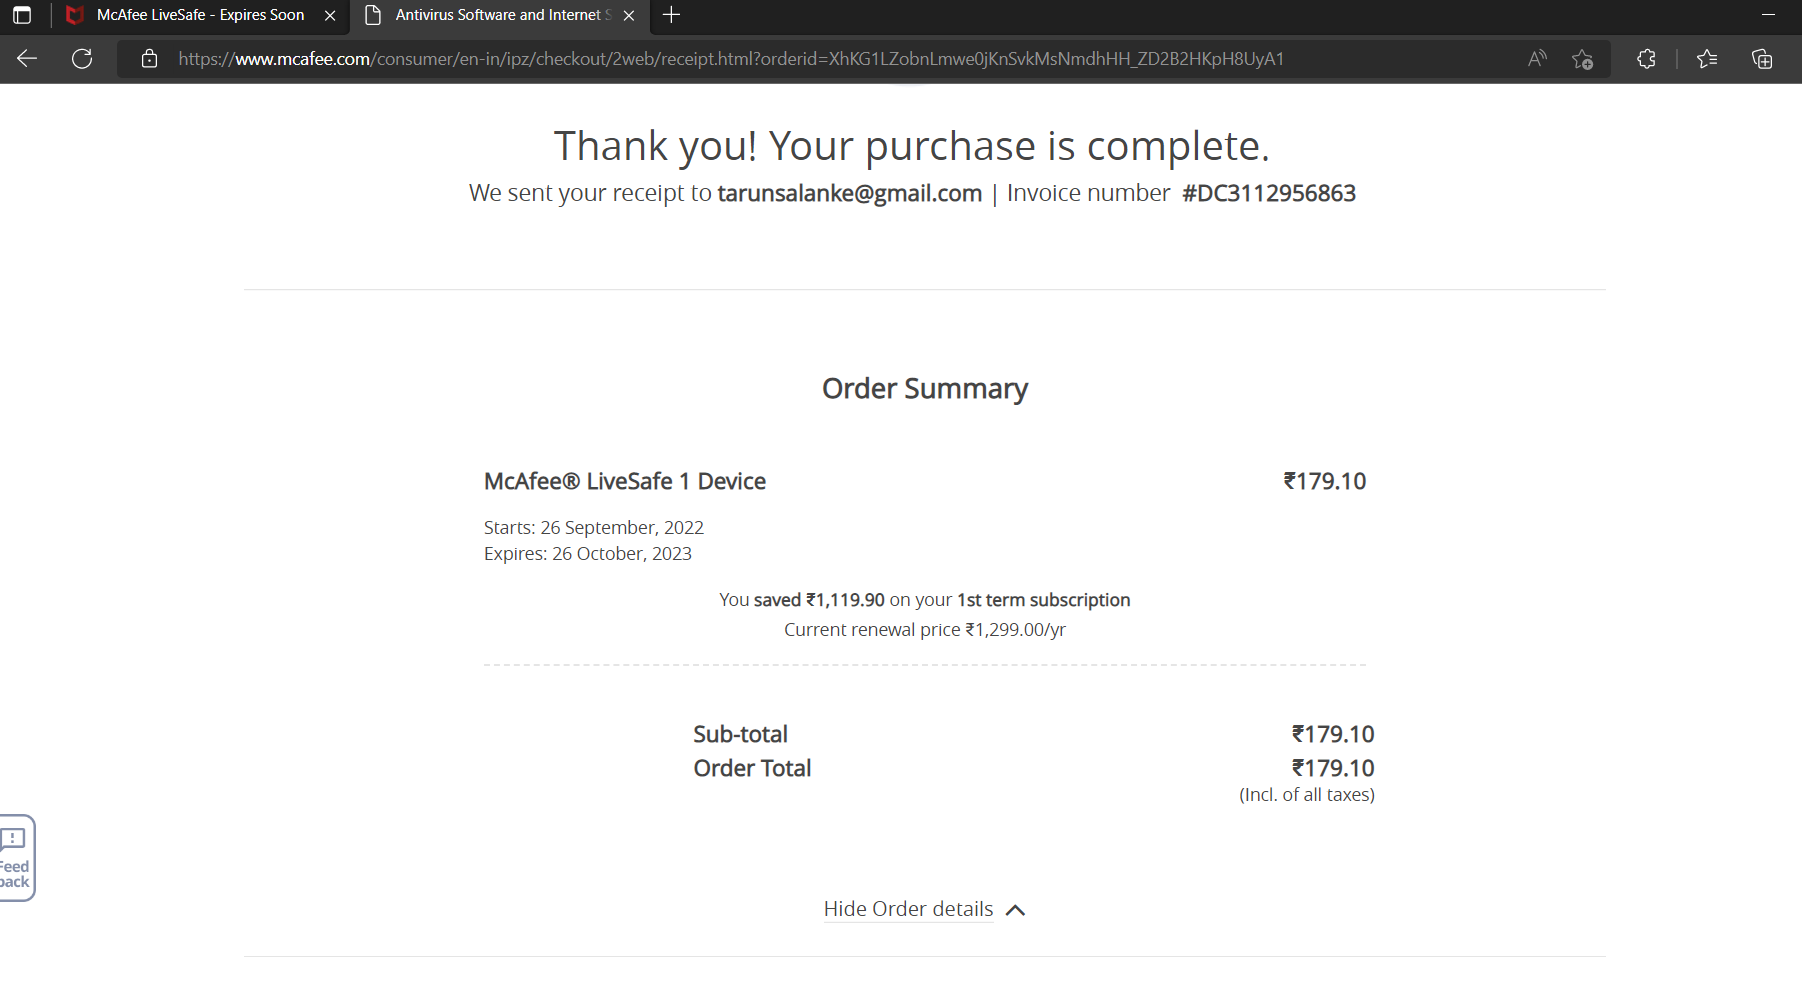 McAfee LiveSafe - Expires Soon
Antivirus Software and Internet S
https://www.mcafee.com/consumer/en-in/ipz/checkout/2web/receipt.html?orderid=XhKG1LZobnLmwe0jKnSvkMsNmdhHH_ZD2B2HKpH8UyA1
Thank you! Your purchase is complete.
We sent your receipt to tarunsalanke@gmail.com | Invoice number #DC3112956863
Order Summary
McAfee® LiveSafe 1 Device ₹179.10
Starts: 26 September, 2022
Expires: 26 October, 2023
You saved ₹1,119.90 on your 1st term subscription
Current renewal price ₹1,299.00/yr
Sub-total ₹179.10
Order Total ₹179.10
(Incl. of all taxes)
Feed
back
Hide Order details